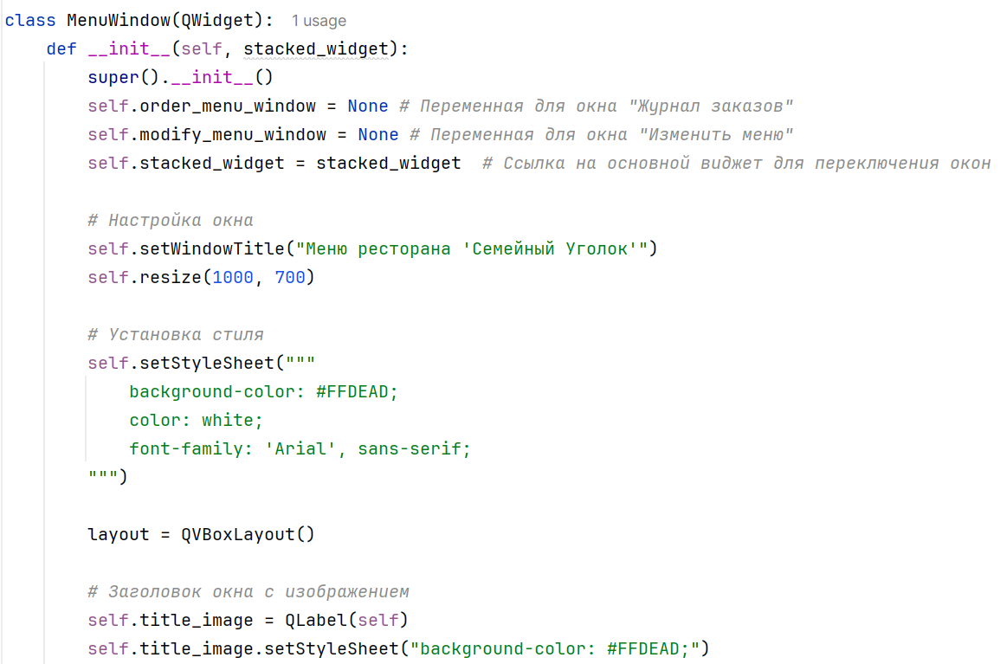 class MenuWindow(QWidget):  1 usage
    def __init__(self, stacked_widget):
        super().__init__()
        self.order_menu_window = None # Переменная для окна "Журнал заказов"
        self.modify_menu_window = None # Переменная для окна "Изменить меню"
        self.stacked_widget = stacked_widget  # Ссылка на основной виджет для переключения окон

        # Настройка окна
        self.setWindowTitle("Меню ресторана 'Семейный Уголок'")
        self.resize(1000, 700)

        # Установка стиля
        self.setStyleSheet("""
            background-color: #FFDEAD;
            color: white;
            font-family: 'Arial', sans-serif;
        """)

        layout = QVBoxLayout()

        # Заголовок окна с изображением
        self.title_image = QLabel(self)
        self.title_image.setStyleSheet("background-color: #FFDEAD;")